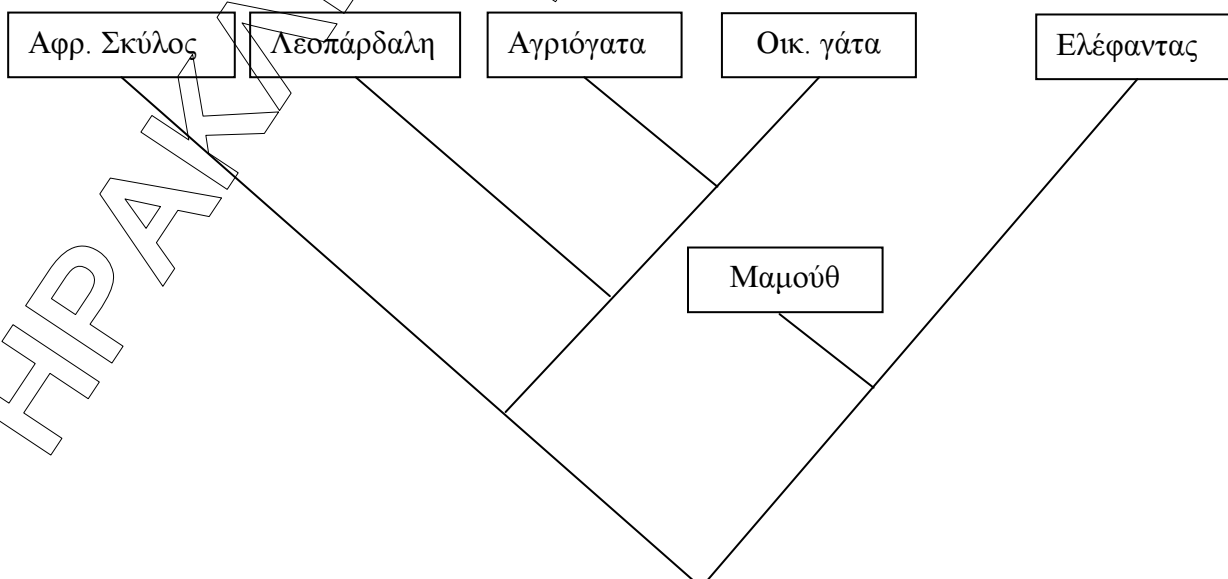 Αφρ. Σκύλος
Λεοπάρδαλη
Αγριόγατα
Οικ. γάτα
Ελέφαντας
Μαμούθ